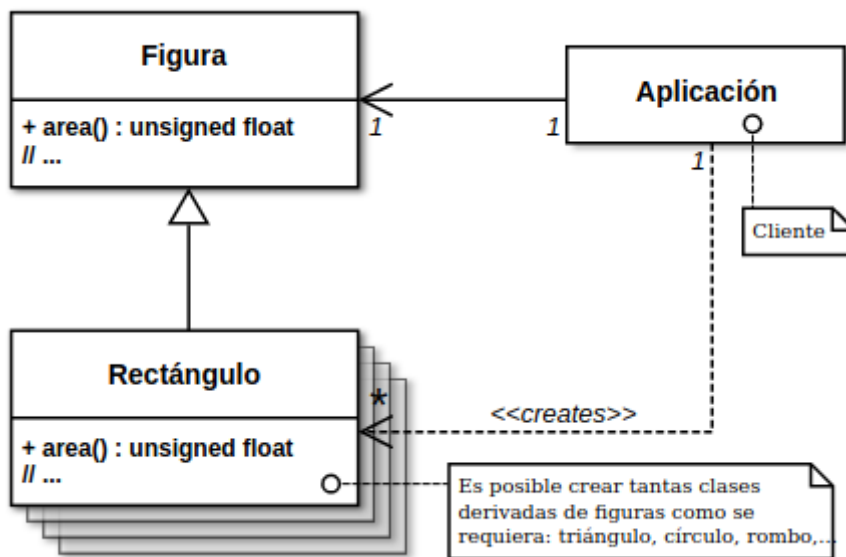 Figura
+ area() : unsigned float
// ...
1
1
Aplicación
1
Cliente
Rectángulo
+ area() : unsigned float
// ...
*
<<creates>>
Es posible crear tantas clases
derivadas de figuras como se
requiera: triángulo, círculo, rombo,...